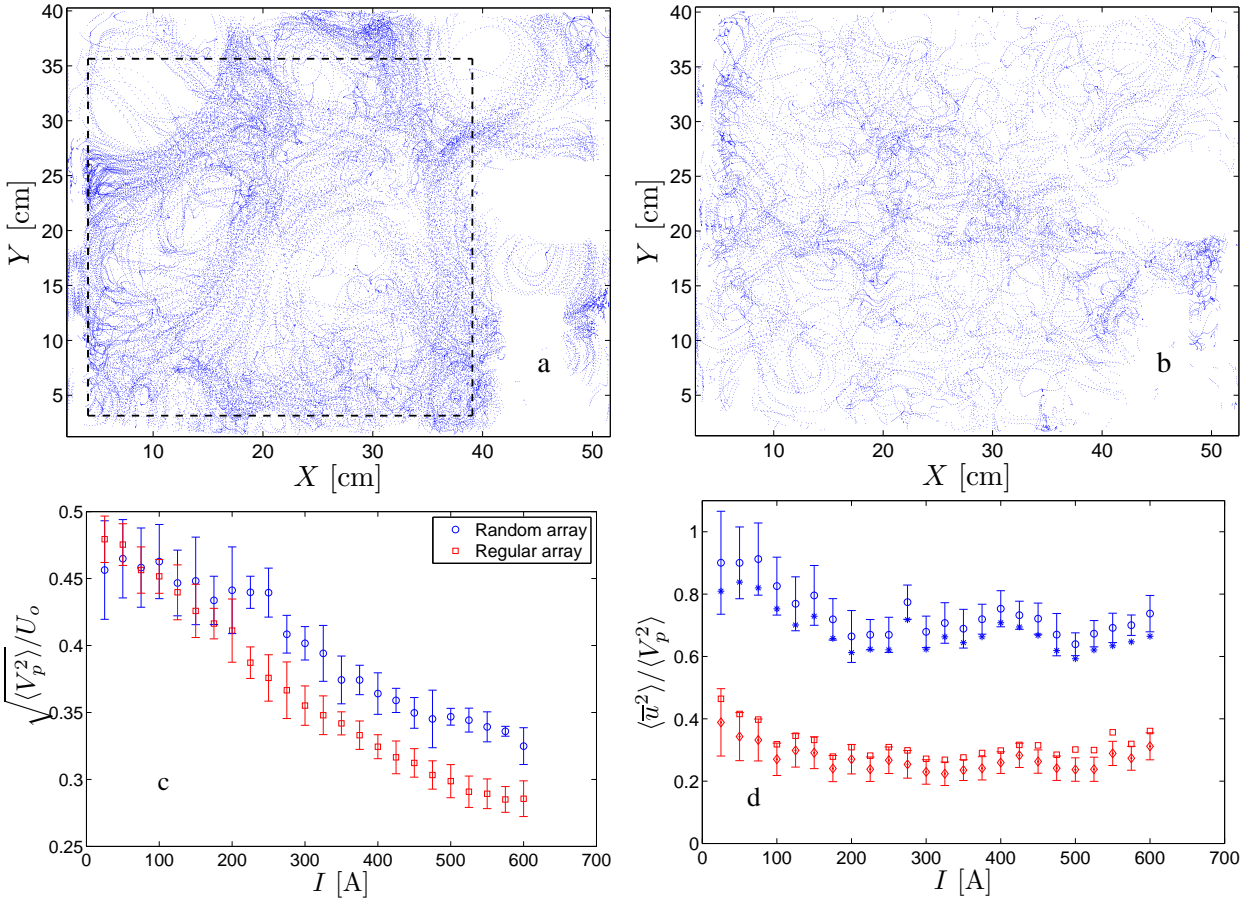 40
35
30
25
20
15
10
5
Y [cm]
10 20 30 40 50
X [cm]
a
40
35
30
25
20
15
10
5
Y [cm]
10 20 30 40 50
X [cm]
b
0.5
0.45
0.4
0.35
0.3
0.25
√⟨V_p^2⟩/U_o
0 100 200 300 400 500 600 700
I [A]
Random array
Regular array
c
1
0.8
0.6
0.4
0.2
0
⟨u̅^2⟩/⟨V_p^2⟩
0 100 200 300 400 500 600 700
I [A]
d